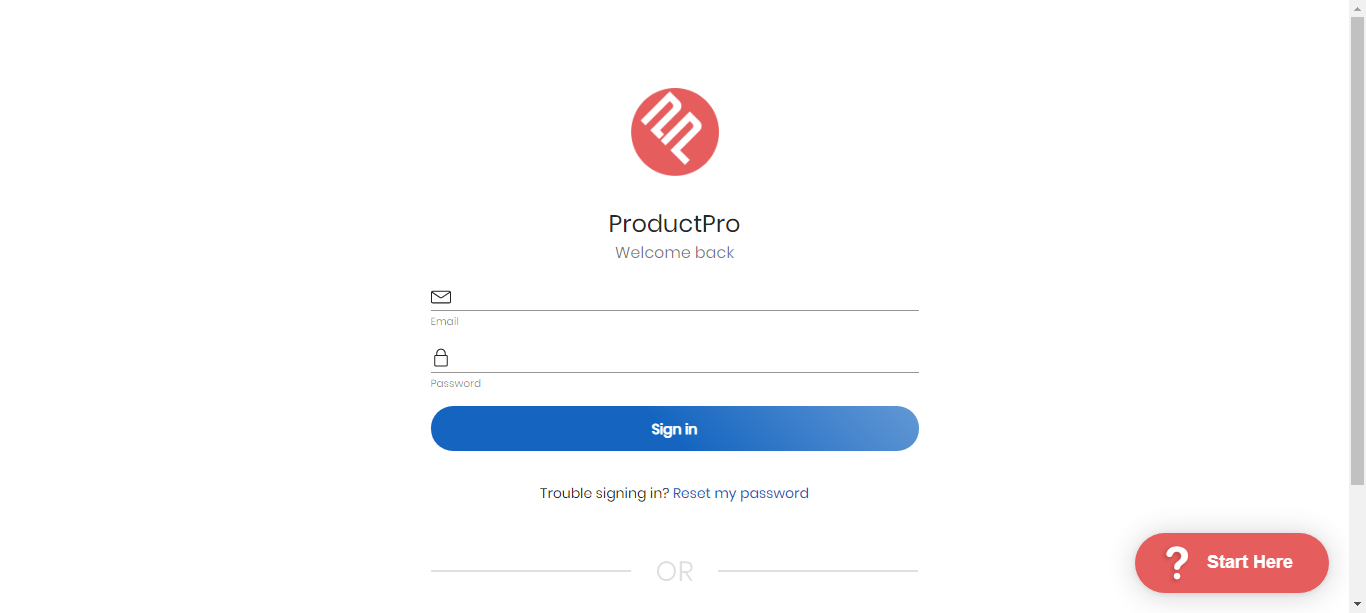 ProductPro
Welcome back
Email
Password
Sign in
Trouble signing in? Reset my password
OR
? Start Here